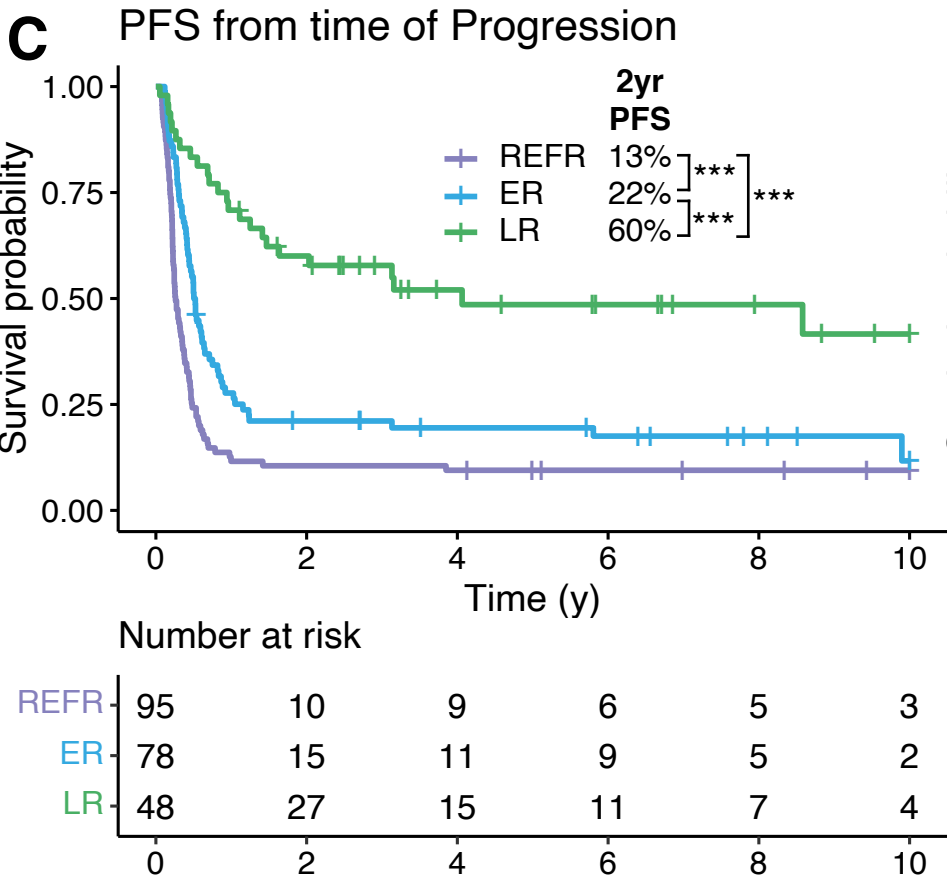 C PFS from time of Progression
2yr
PFS
REFR 13%
ER 22%
LR 60%
***
***
***
Survival probability
1.00
0.75
0.50
0.25
0.00
0 2 4 6 8 10
Time (y)
Number at risk
REFR 95 10 9 6 5 3
ER 78 15 11 9 5 2
LR 48 27 15 11 7 4
0 2 4 6 8 10